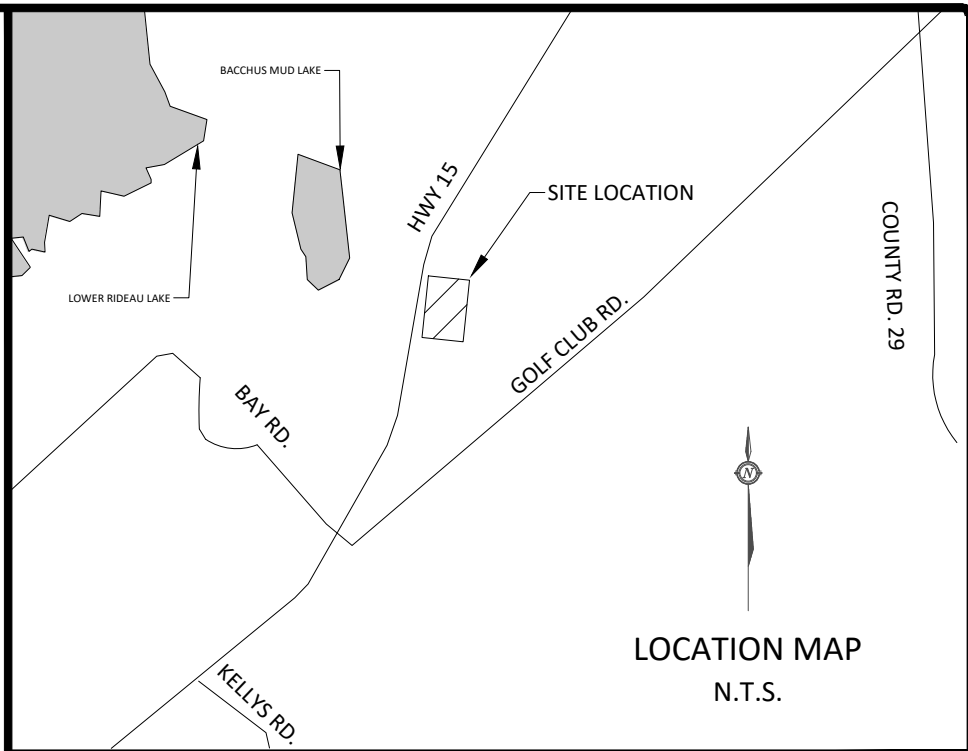 BACCHUS MUD LAKE
HWY 15
SITE LOCATION
COUNTY RD. 29
LOWER RIDEAU LAKE
GOLF CLUB RD.
BAY RD.
N
LOCATION MAP
N.T.S.
KELLYS RD.